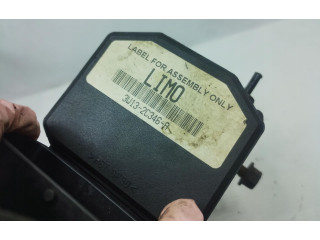 LABEL FOR ASSEMBLY ONLY
LIMO
3U13-2C346-A